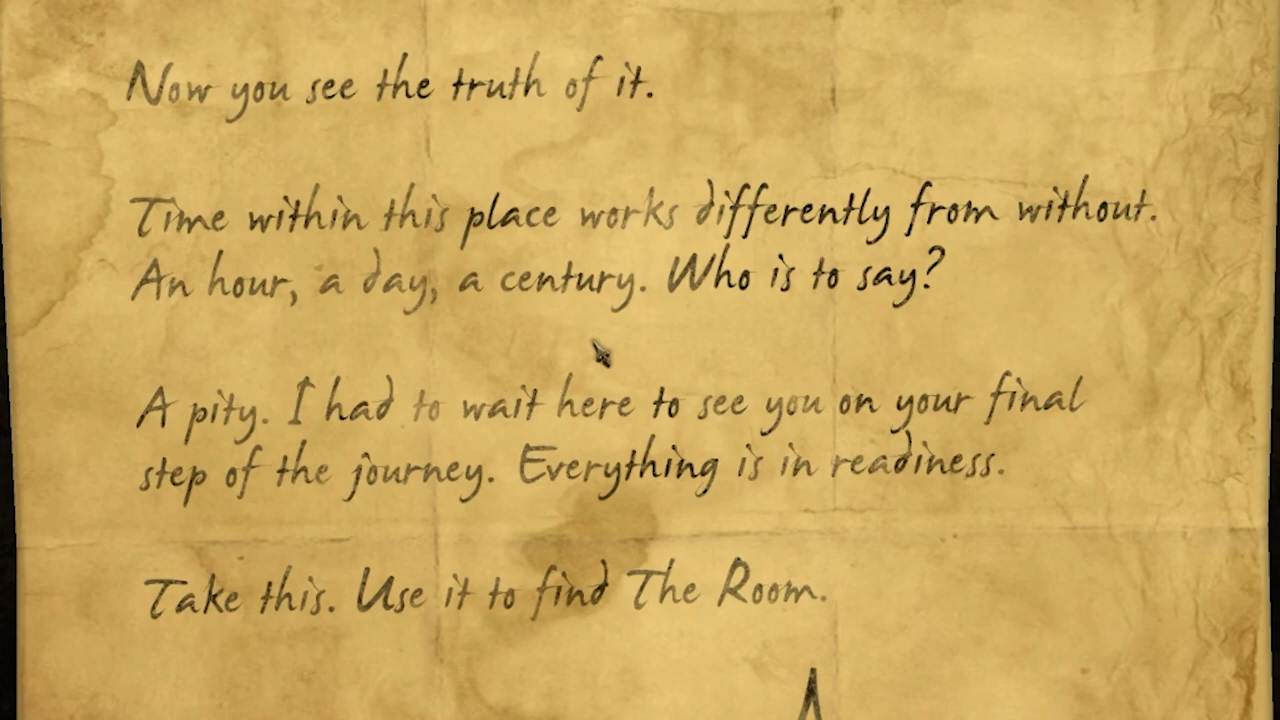 Now you see the truth of it.
Time within this place works differently from without.
An hour, a day, a century. Who is to say?
A pity. I had to wait here to see you on your final
step of the journey. Everything is in readiness.
Take this. Use it to find The Room.